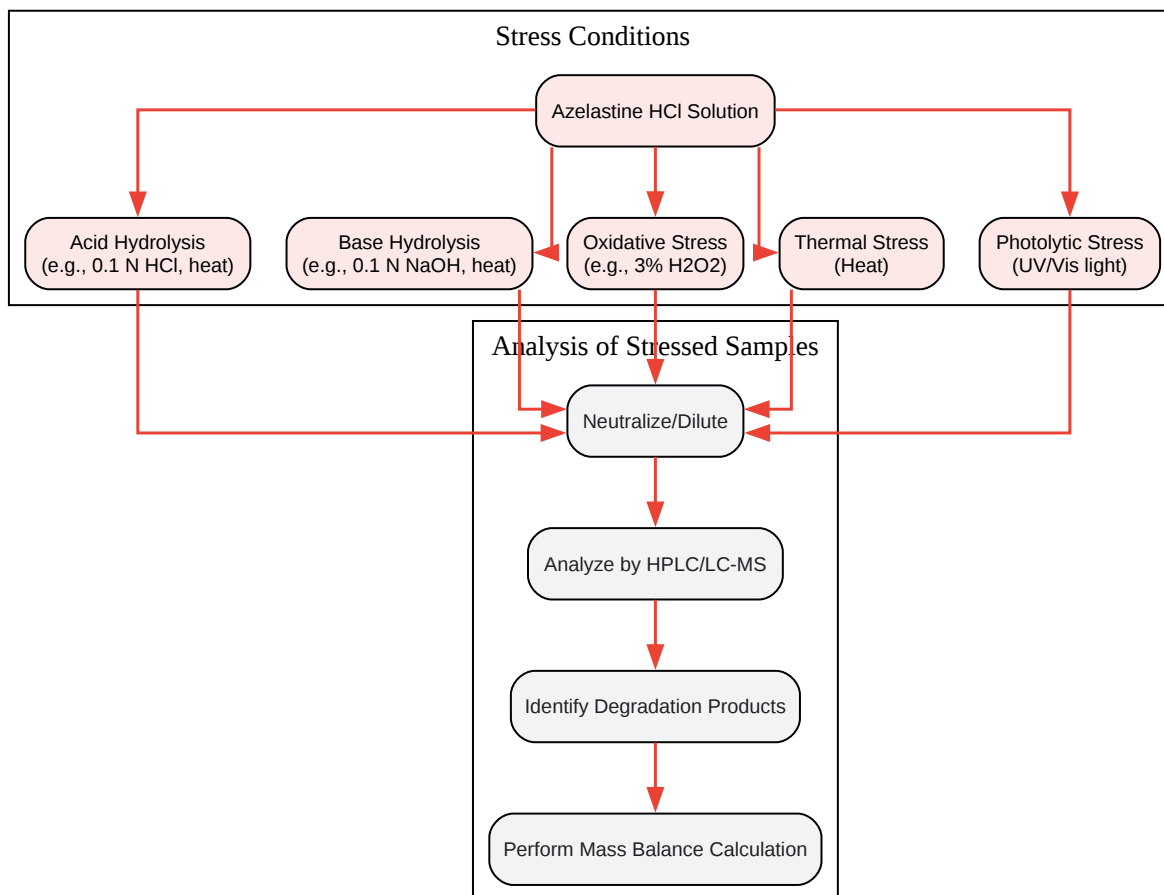 Stress Conditions
Azelastine HCl Solution
Acid Hydrolysis
(e.g., 0.1 N HCl, heat)
Base Hydrolysis
(e.g., 0.1 N NaOH, heat)
Oxidative Stress
(e.g., 3% H2O2)
Thermal Stress
(Heat)
Photolytic Stress
(UV/Vis light)
Analysis of Stressed Samples
Neutralize/Dilute
Analyze by HPLC/LC-MS
Identify Degradation Products
Perform Mass Balance Calculation